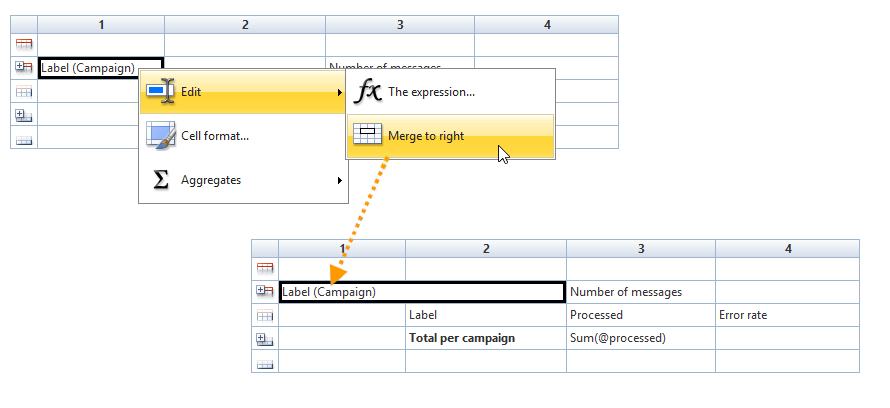 1 2 3 4
Label (Campaign) Number of messages
Edit
Cell format...
Aggregates
The expression...
Merge to right
1 2 3 4
Label (Campaign) Number of messages
Label Processed Error rate
Total per campaign Sum(@processed)